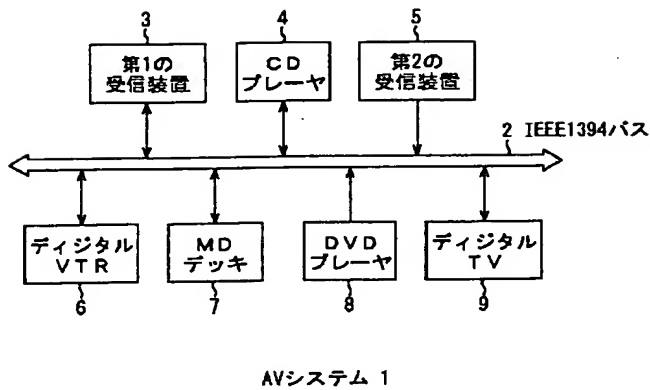 3
4
5
第1の
受信装置
CD
プレーヤ
第2の
受信装置
2 IEEE1394バス
ディジタル
VTR
MD
デッキ
DVD
プレーヤ
ディジタル
TV
6
7
8
9
AVシステム 1